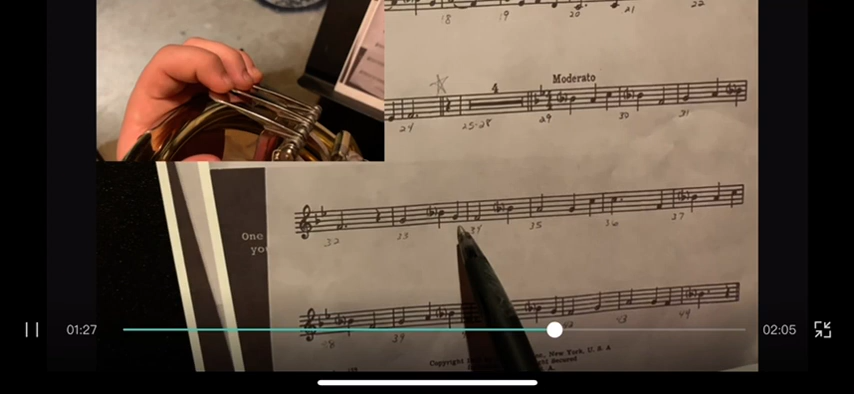 18 19 20 21 22
4 Moderato
24 25-28 29 30 31
One
yo
32 33 34 35 36 37
01:27 02:05
38 39 43 44
Copyright New York, U. S. A
ght secured